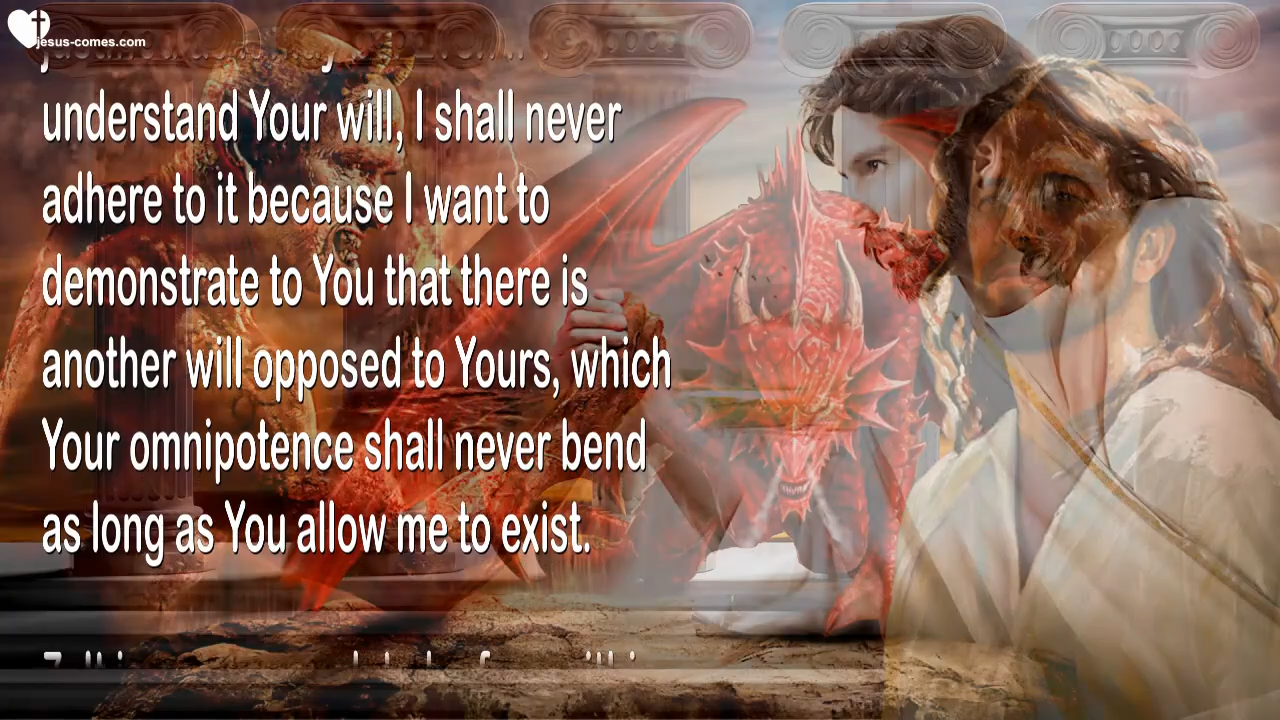 jesus-comes.com
understand Your will, I shall never
adhere to it because I want to
demonstrate to You that there is
another will opposed to Yours, which
Your omnipotence shall never bend
as long as You allow me to exist.